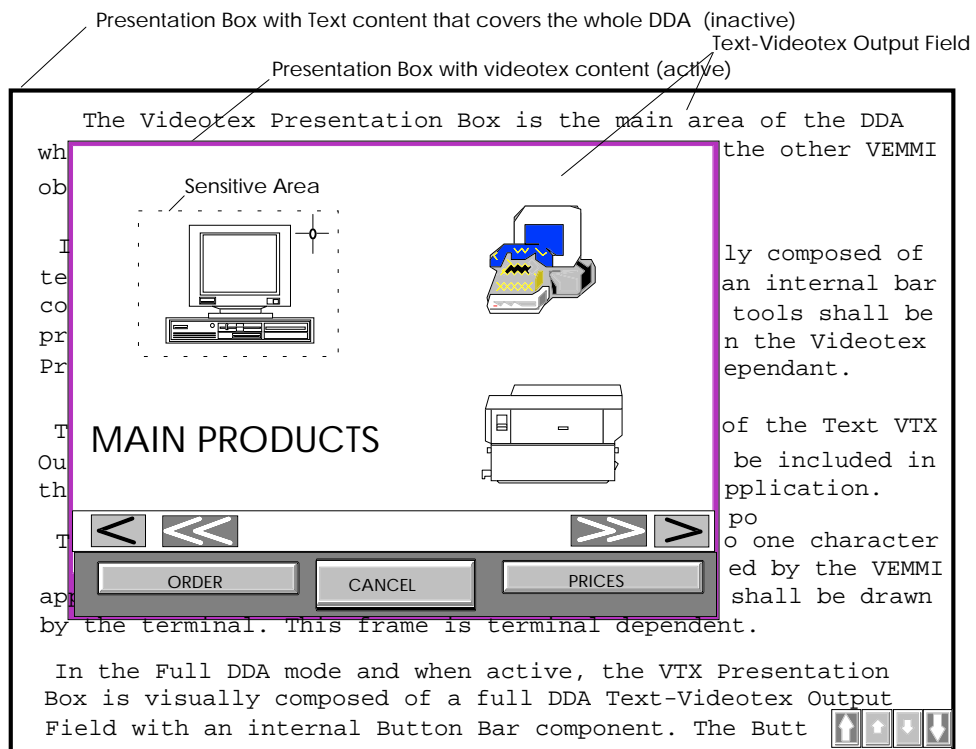 Presentation Box with Text content that covers the whole DDA (inactive)
Text-Videotex Output Field
Presentation Box with videotex content (active)
The Videotex Presentation Box is the main area of the DDA
wh the other VEMMI
ob
Sensitive Area
I ly composed of
te an internal bar
co tools shall be
pr n the Videotex
Pr ependant.
T of the Text VTX
MAIN PRODUCTS
Ou be included in
th pplication.
po
< << >> >
T o one character
ed by the VEMMI
ORDER CANCEL PRICES
app shall be drawn
by the terminal. This frame is terminal dependent.
In the Full DDA mode and when active, the VTX Presentation
Box is visually composed of a full DDA Text-Videotex Output
Field with an internal Button Bar component. The Butt